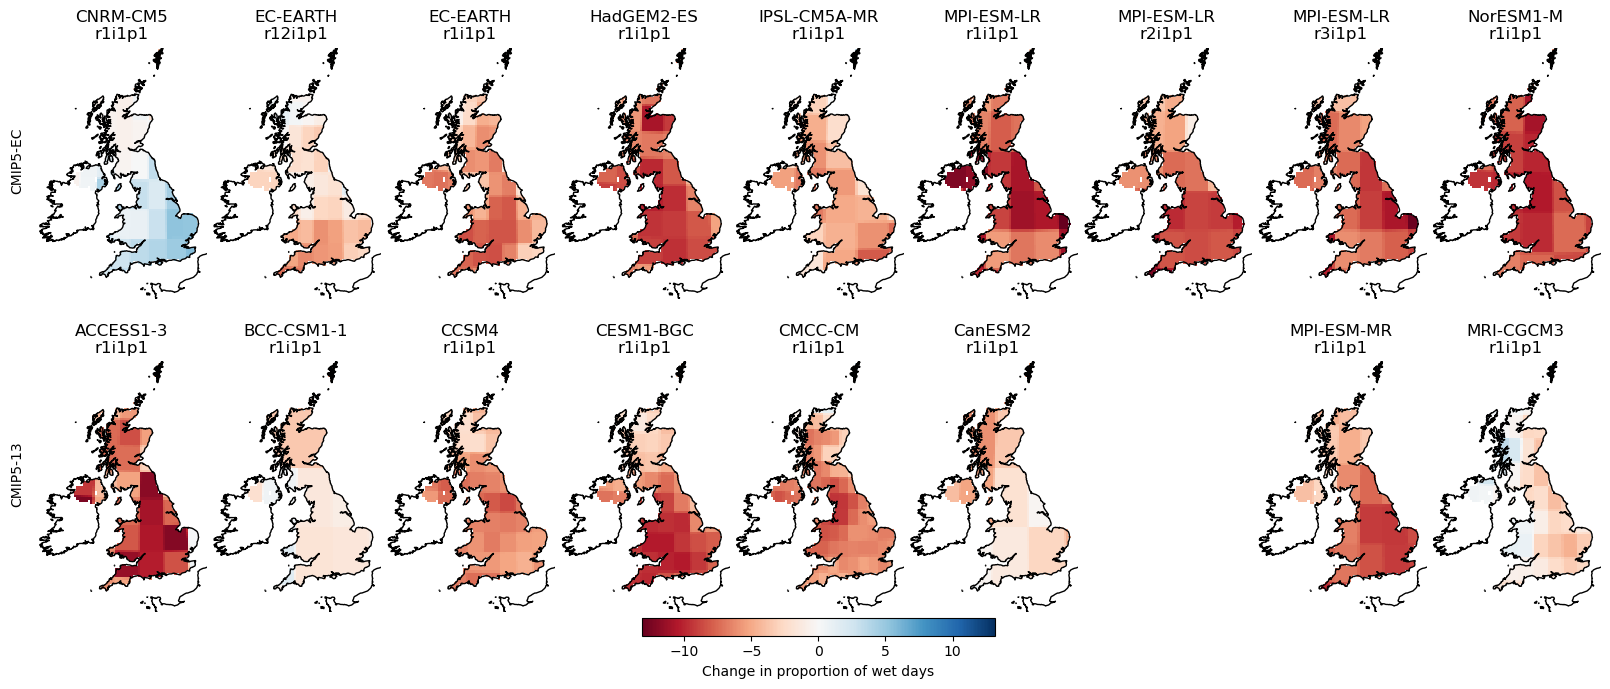 CNRM-CM5
r1i1p1
EC-EARTH
r12i1p1
EC-EARTH
r1i1p1
HadGEM2-ES
r1i1p1
IPSL-CM5A-MR
r1i1p1
MPI-ESM-LR
r1i1p1
MPI-ESM-LR
r2i1p1
MPI-ESM-LR
r3i1p1
NorESM1-M
r1i1p1
CMIP5-EC
ACCESS1-3
r1i1p1
BCC-CSM1-1
r1i1p1
CCSM4
r1i1p1
CESM1-BGC
r1i1p1
CMCC-CM
r1i1p1
CanESM2
r1i1p1
MPI-ESM-MR
r1i1p1
MRI-CGCM3
r1i1p1
CMIP5-13
−10 −5 0 5 10
Change in proportion of wet days